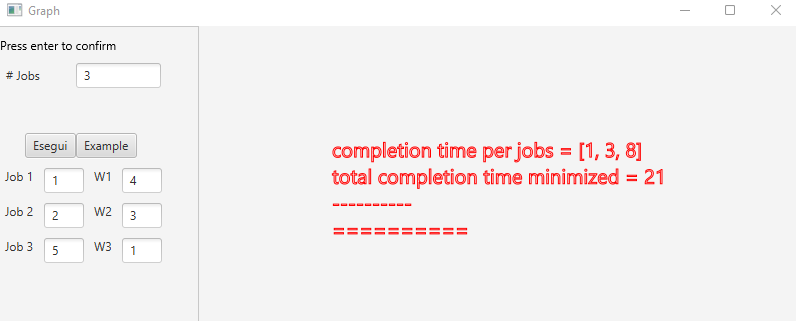 Graph
Press enter to confirm
# Jobs 3
Esegui Example
Job 1 1 W1 4
Job 2 2 W2 3
Job 3 5 W3 1
completion time per jobs = [1, 3, 8]
total completion time minimized = 21
----------
==========